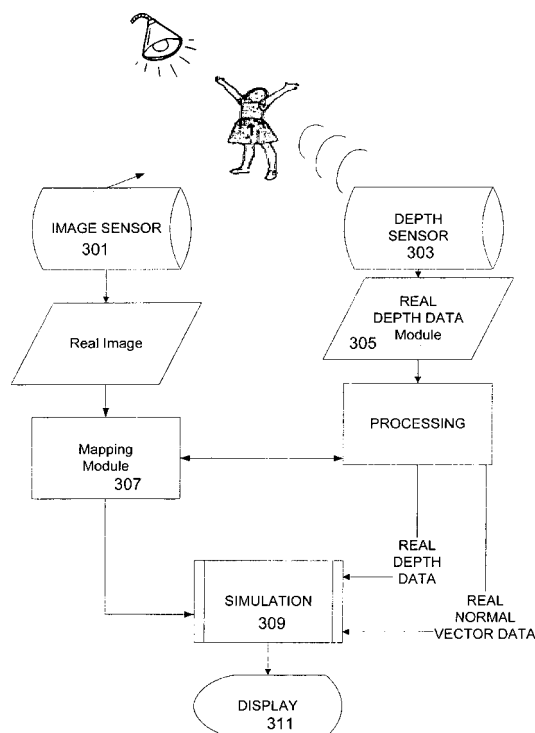 IMAGE SENSOR
301
DEPTH
SENSOR
303
Real Image
REAL
DEPTH DATA
305 Module
Mapping
Module
307
PROCESSING
REAL
DEPTH
DATA
SIMULATION
309
REAL
NORMAL
VECTOR DATA
DISPLAY
311